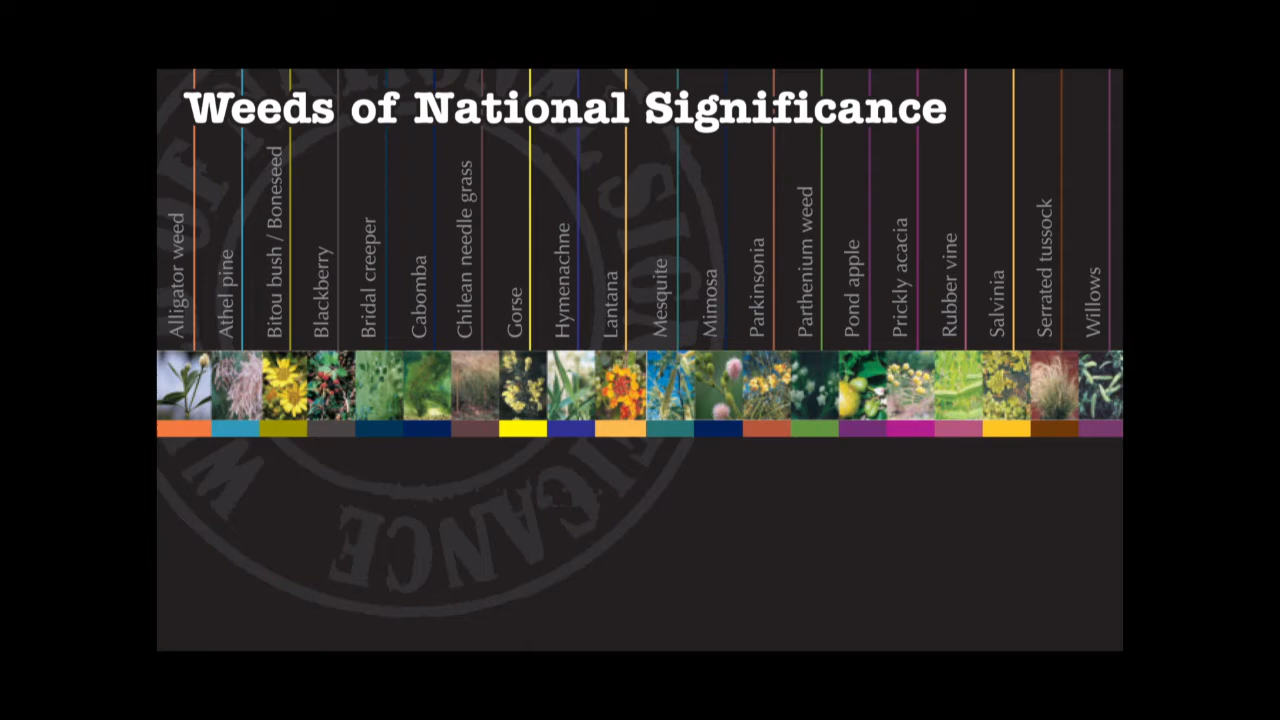 Weeds of National Significance
Alligator weed
Athel pine
Bitou bush / Boneseed
Blackberry
Bridal creeper
Cabomba
Chilean needle grass
Gorse
Hymenachne
Lantana
Mesquite
Mimosa
Parkinsonia
Parthenium weed
Pond apple
Prickly acacia
Rubber vine
Salvinia
Serrated tussock
Willows